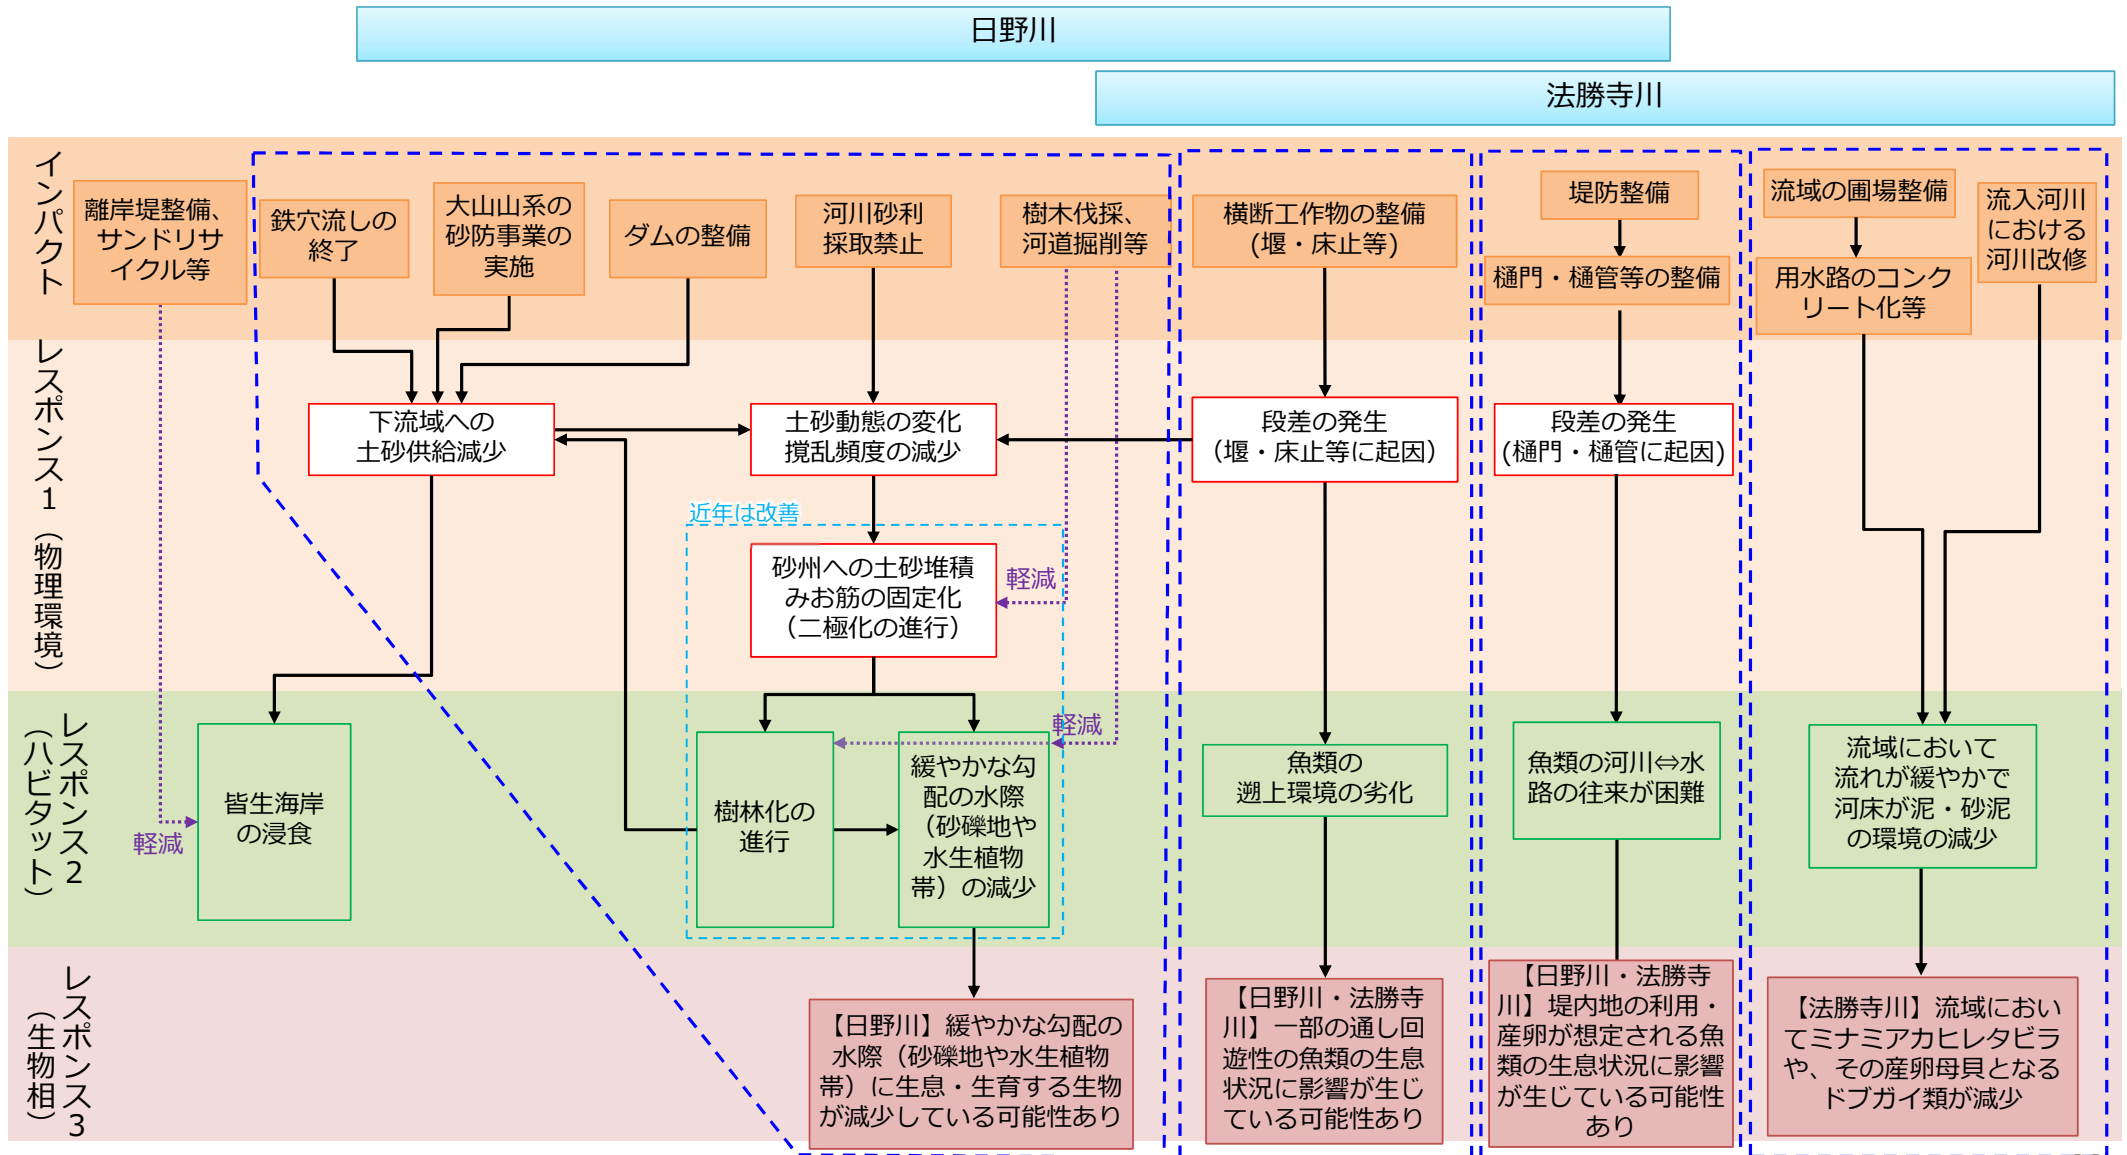 日野川
法勝寺川
インパクト
離岸堤整備、
サンドリサ
イクル等
鉄穴流しの
終了
大山山系の
砂防事業の
実施
ダムの整備
河川砂利
採取禁止
樹木伐採、
河道掘削等
横断工作物の整備
(堰・床止等)
堤防整備
樋門・樋管等の整備
流域の圃場整備
用水路のコンク
リート化等
流入河川
における
河川改修
レスポンス1（物理環境）
下流域への
土砂供給減少
土砂動態の変化
撹乱頻度の減少
段差の発生
（堰・床止等に起因）
段差の発生
(樋門・樋管に起因)
近年は改善
砂州への土砂堆積
みお筋の固定化
（二極化の進行）
軽減
レスポンス2
（ハビタット）
皆生海岸
の浸食
軽減
樹林化の
進行
緩やかな勾
配の水際
（砂礫地や
水生植物
帯）の減少
軽減
魚類の
遡上環境の劣化
魚類の河川⇔水
路の往来が困難
流域において
流れが緩やかで
河床が泥・砂泥
の環境の減少
レスポンス3
（生物相）
【日野川】緩やかな勾配の
水際（砂礫地や水生植物
帯）に生息・生育する生物
が減少している可能性あり
【日野川・法勝寺
川】一部の通し回
遊性の魚類の生息
状況に影響が生じ
ている可能性あり
【日野川・法勝寺
川】堤内地の利用・
産卵が想定される魚
類の生息状況に影響
が生じている可能性
あり
【法勝寺川】流域におい
てミナミアカヒレタビラ
や、その産卵母貝となる
ドブガイ類が減少